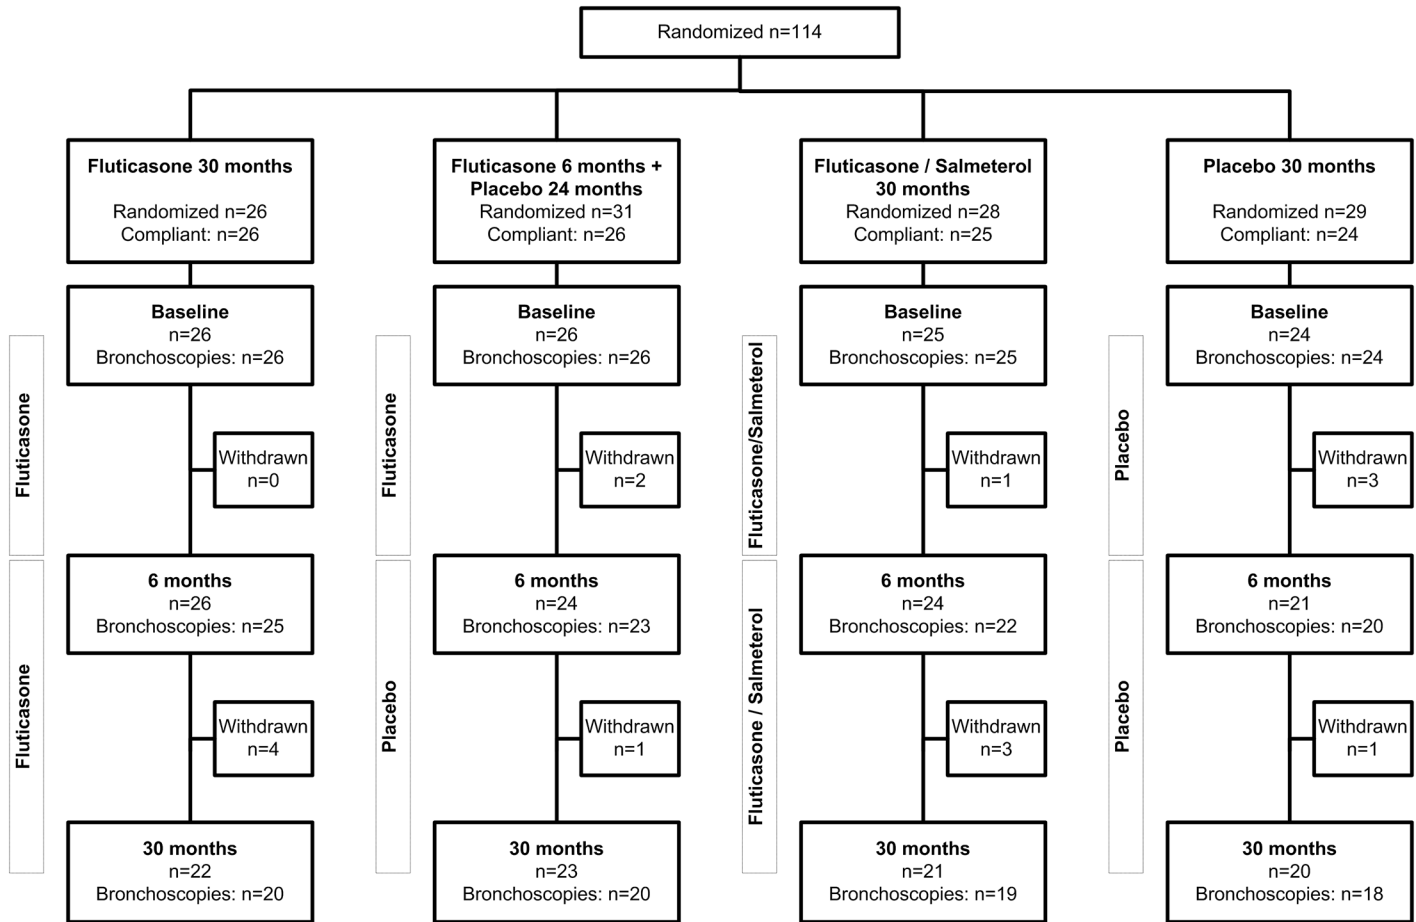 Randomized n=114
Fluticasone 30 months
Randomized n=26
Compliant: n=26
Fluticasone 6 months +
Placebo 24 months
Randomized n=31
Compliant: n=26
Fluticasone / Salmeterol
30 months
Randomized n=28
Compliant: n=25
Placebo 30 months
Randomized n=29
Compliant: n=24
Baseline
n=26
Bronchoscopies: n=26
Baseline
n=26
Bronchoscopies: n=26
Baseline
n=25
Bronchoscopies: n=25
Baseline
n=24
Bronchoscopies: n=24
Fluticasone
Withdrawn
n=0
Fluticasone
Withdrawn
n=2
Fluticasone/Salmeterol
Withdrawn
n=1
Placebo
Withdrawn
n=3
6 months
n=26
Bronchoscopies: n=25
6 months
n=24
Bronchoscopies: n=23
6 months
n=24
Bronchoscopies: n=22
6 months
n=21
Bronchoscopies: n=20
Fluticasone
Withdrawn
n=4
Placebo
Withdrawn
n=1
Fluticasone / Salmeterol
Withdrawn
n=3
Placebo
Withdrawn
n=1
30 months
n=22
Bronchoscopies: n=20
30 months
n=23
Bronchoscopies: n=20
30 months
n=21
Bronchoscopies: n=19
30 months
n=20
Bronchoscopies: n=18